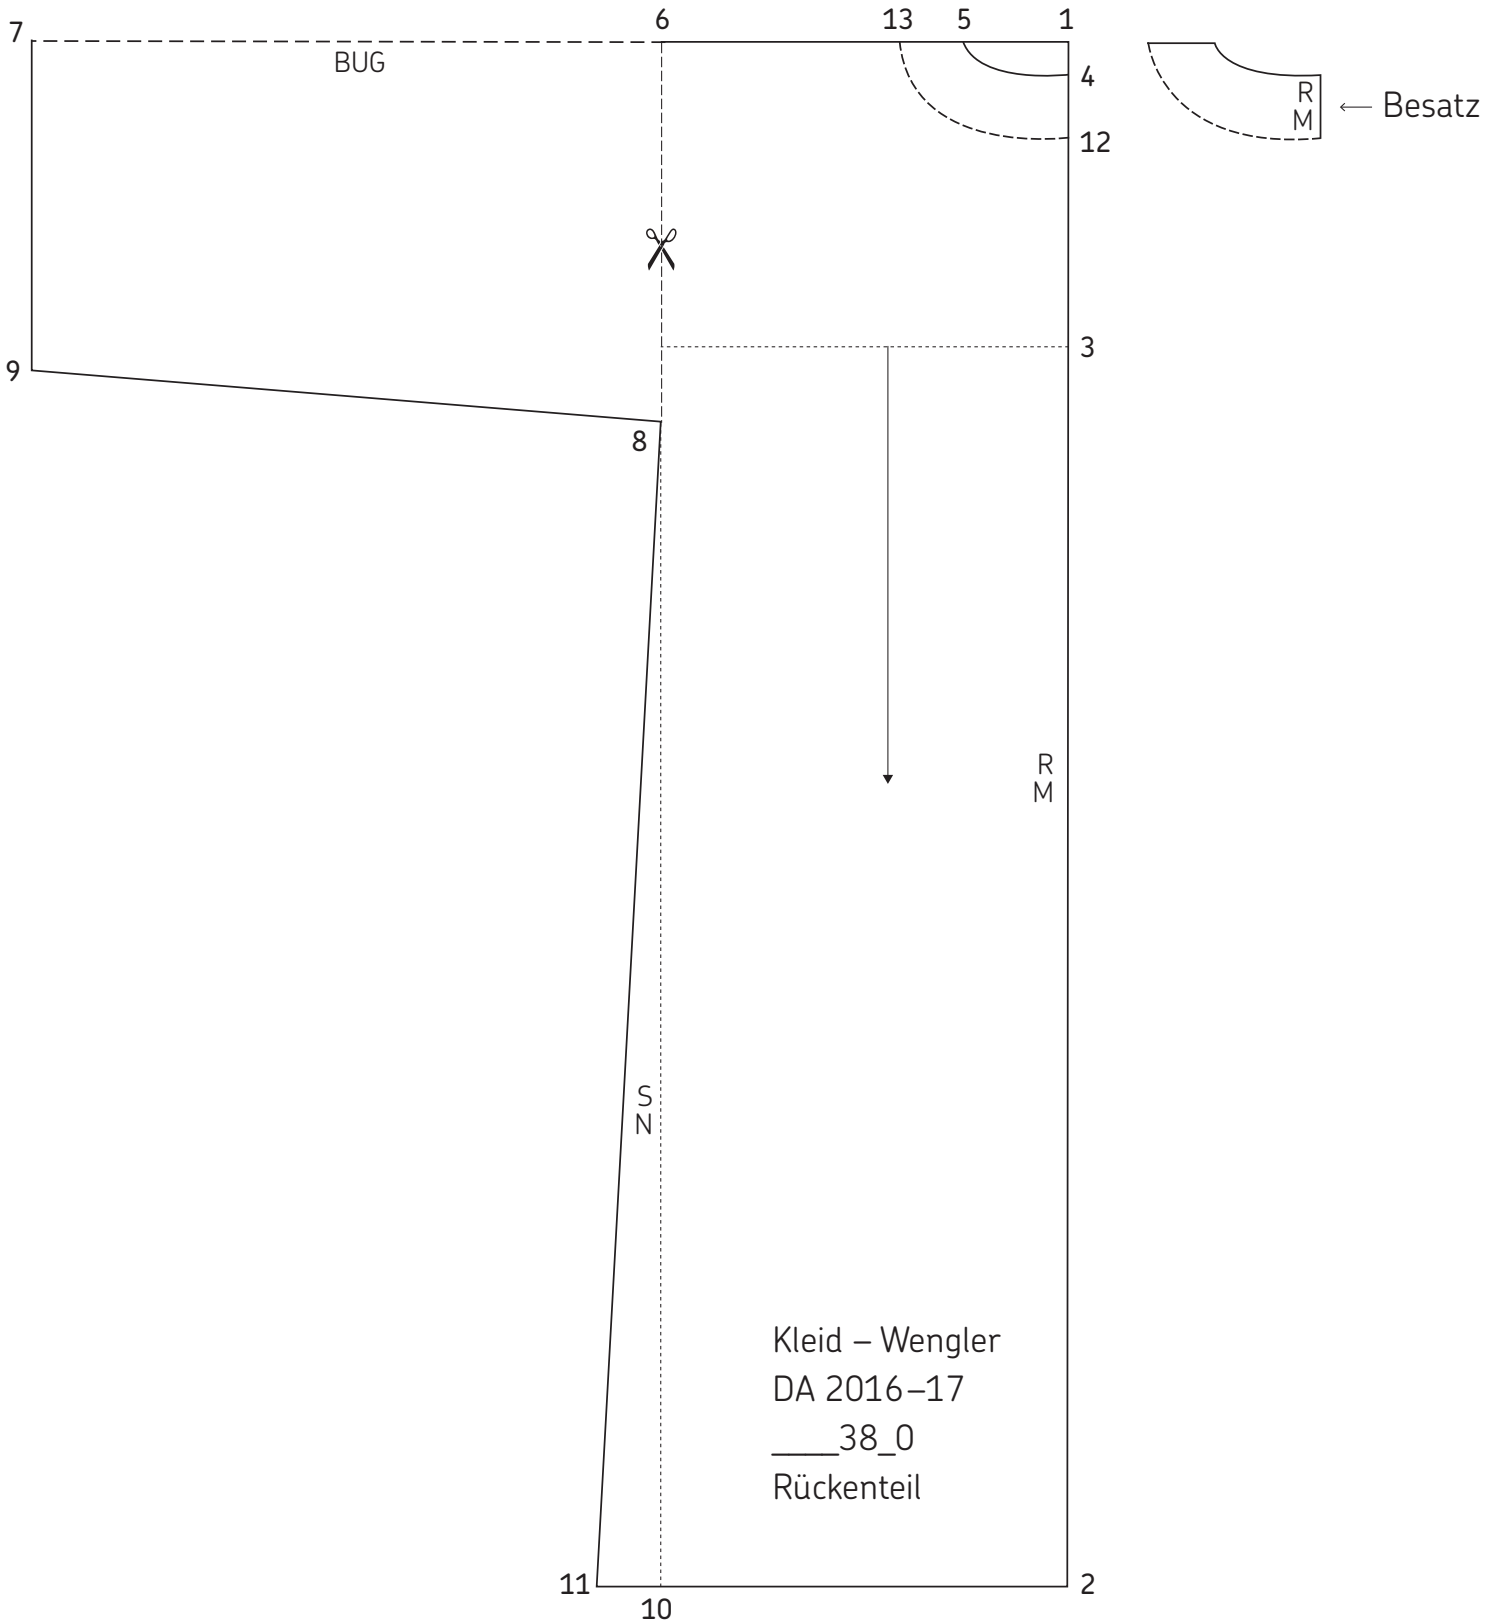 6 13 5 1
7
BUG
4
R
M
Besatz
12
3
9
8
R
M
S
N
Kleid – Wengler
DA 2016–17
____38_0
Rückenteil
11
2
10